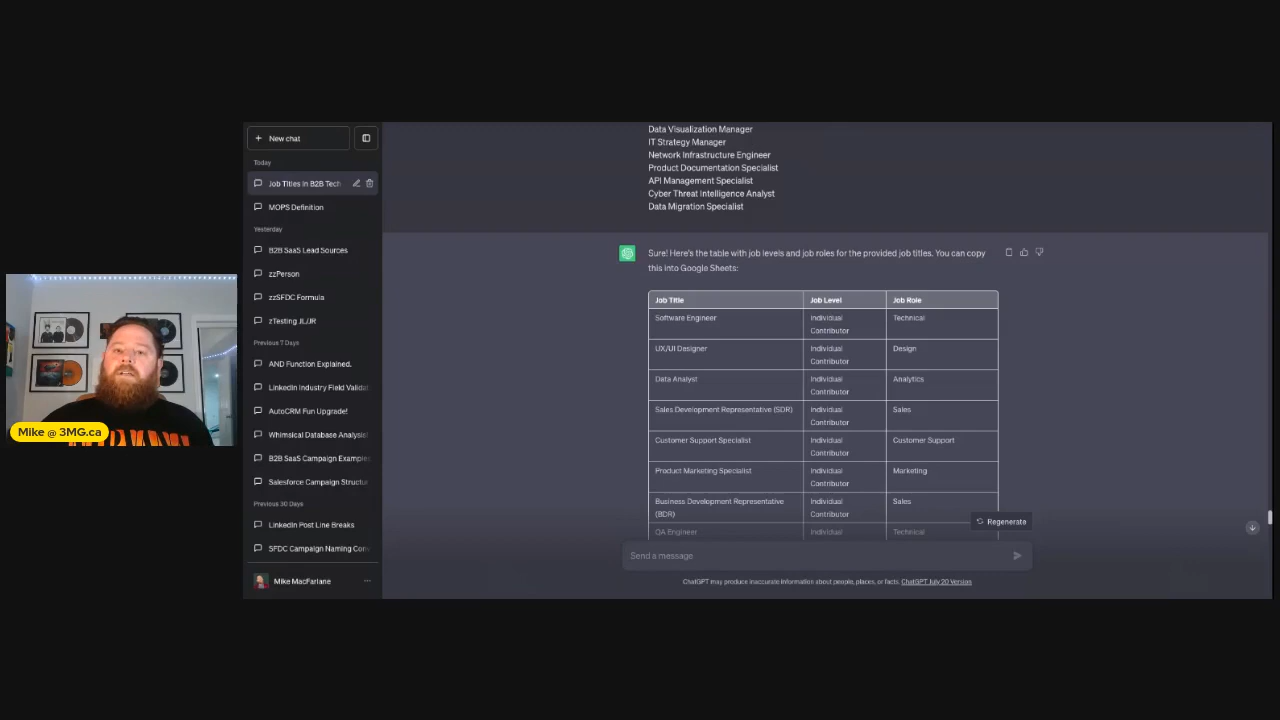 New chat
Today
Job Titles in B2B Tech
MOPS Definition
Yesterday
B2B SaaS Lead Sources
zzPerson
zzSFDC Formula
zTesting JL/JR
Previous 7 Days
AND Function Explained.
LinkedIn Industry Field Validat
AutoCRM Fun Upgrade!
Whimsical Database Analysis!
B2B SaaS Campaign Examples
Salesforce Campaign Structu
Previous 30 Days
Linkedin Post Line Breaks
SFDC Campaign Naming Con
Mike MacFarlane
Mike @ 3MG.ca
Data Visualization Manager
IT Strategy Manager
Network Infrastructure Engineer
Product Documentation Specialist
API Management Specialist
Cyber Threat Intelligence Analyst
Data Migration Specialist
Sure! Here's the table with job levels and job roles for the provided job titles. You can copy
this into Google Sheets:
Job Title Job Level Job Role
Software Engineer Individual Technical
Contributor
UX/UI Designer Individual Design
Contributor
Data Analyst Individual Analytics
Contributor
Sales Development Representative (SDR) Individual Sales
Contributor
Customer Support Specialist Individual Customer Support
Contributor
Product Marketing Specialist Individual Marketing
Contributor
Business Development Representative Individual Sales
(BDR) Contributor
QA Engineer Individual Technical
Regenerate
Send a message
ChatGPT may produce inaccurate information about people, places, or facts. ChatGPT July 20 Version